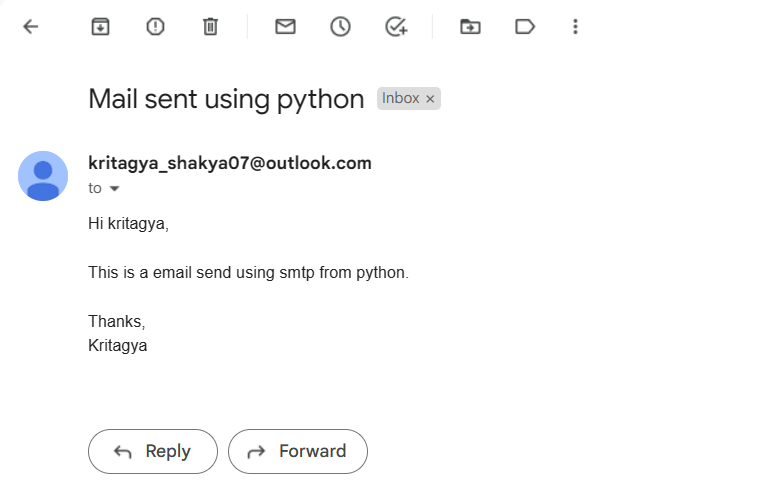 Mail sent using python Inbox ×
kritagya_shakya07@outlook.com
to
Hi kritagya,
This is a email send using smtp from python.
Thanks,
Kritagya
Reply Forward